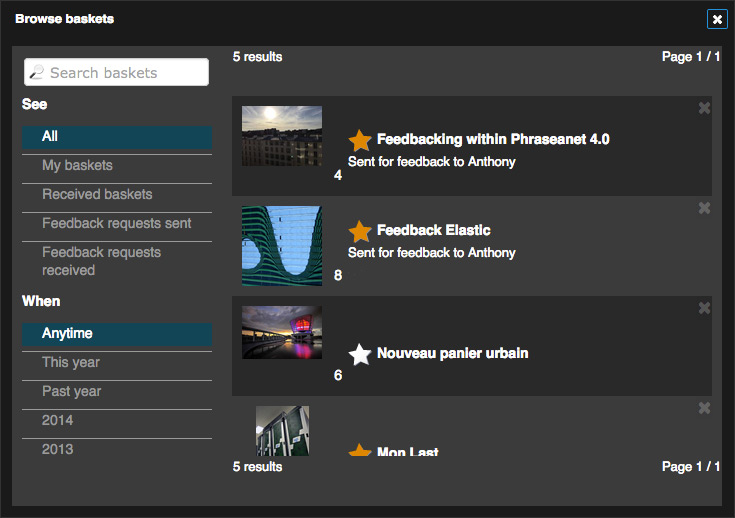 Browse baskets
Search baskets
See
All
My baskets
Received baskets
Feedback requests sent
Feedback requests
received
When
Anytime
This year
Past year
2014
2013
5 results
Page 1 / 1
4
Feedbacking within Phraseanet 4.0
Sent for feedback to Anthony
8
Feedback Elastic
Sent for feedback to Anthony
6
Nouveau panier urbain
Mon Last
5 results
Page 1 / 1